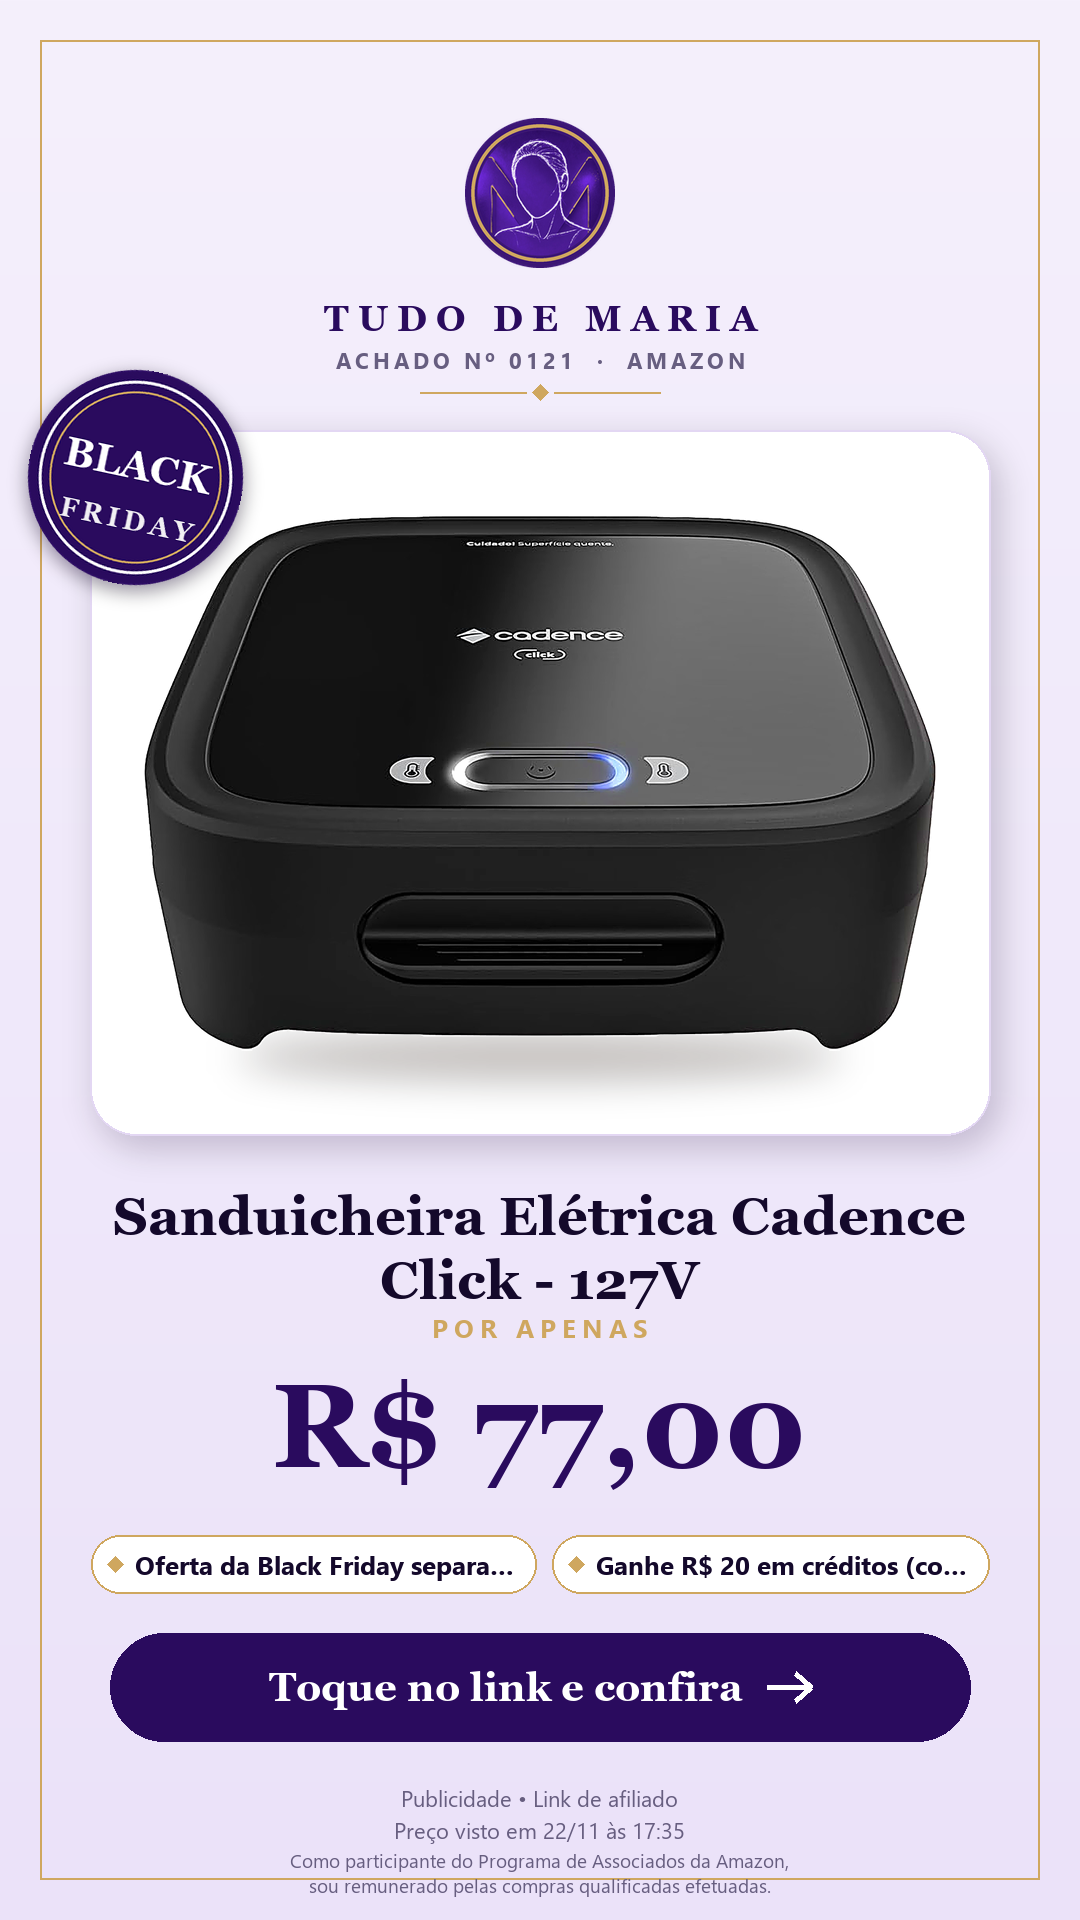 TUDO DE MARIA
ACHADO Nº 0121 · AMAZON
BLACK
FRIDAY
Cuidado! Superfície quente.
cadence
click
Sanduicheira Elétrica Cadence
Click - 127V
POR APENAS
R$ 77,00
Oferta da Black Friday separa...
Ganhe R$ 20 em créditos (co...
Toque no link e confira →
Publicidade • Link de afiliado
Preço visto em 22/11 às 17:35
Como participante do Programa de Associados da Amazon,
sou remunerado pelas compras qualificadas efetuadas.